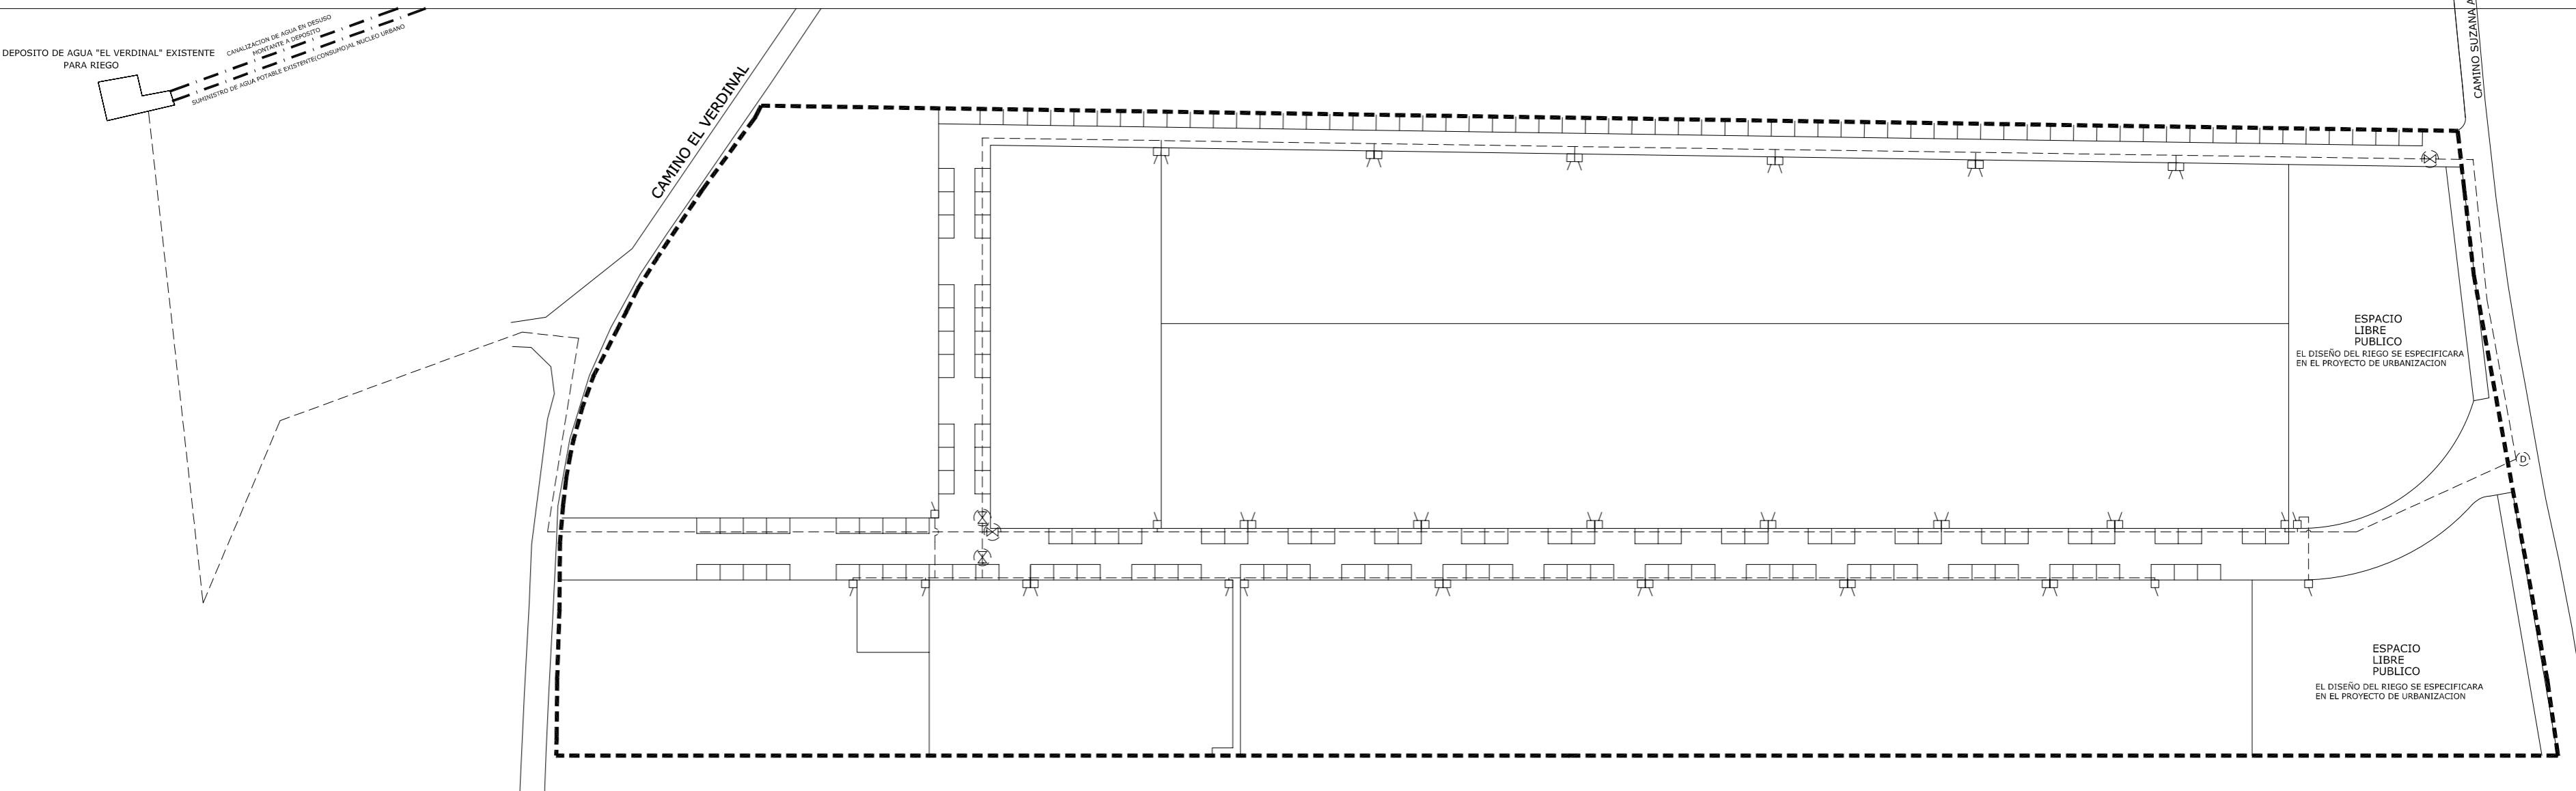 DEPOSITO DE AGUA "EL VERDINAL" EXISTENTE
PARA RIEGO
CANALIZACION DE AGUA EN DESUSO
MONTANTE A DEPOSITO
SUMINISTRO DE AGUA POTABLE EXISTENTE(CONSUMO)AL NUCLEO URBANO
CAMINO EL VERDINAL
CAMINO SUZANA A
ESPACIO
LIBRE
PUBLICO
EL DISEÑO DEL RIEGO SE ESPECIFICARA
EN EL PROYECTO DE URBANIZACION
D
ESPACIO
LIBRE
PUBLICO
EL DISEÑO DEL RIEGO SE ESPECIFICARA
EN EL PROYECTO DE URBANIZACION